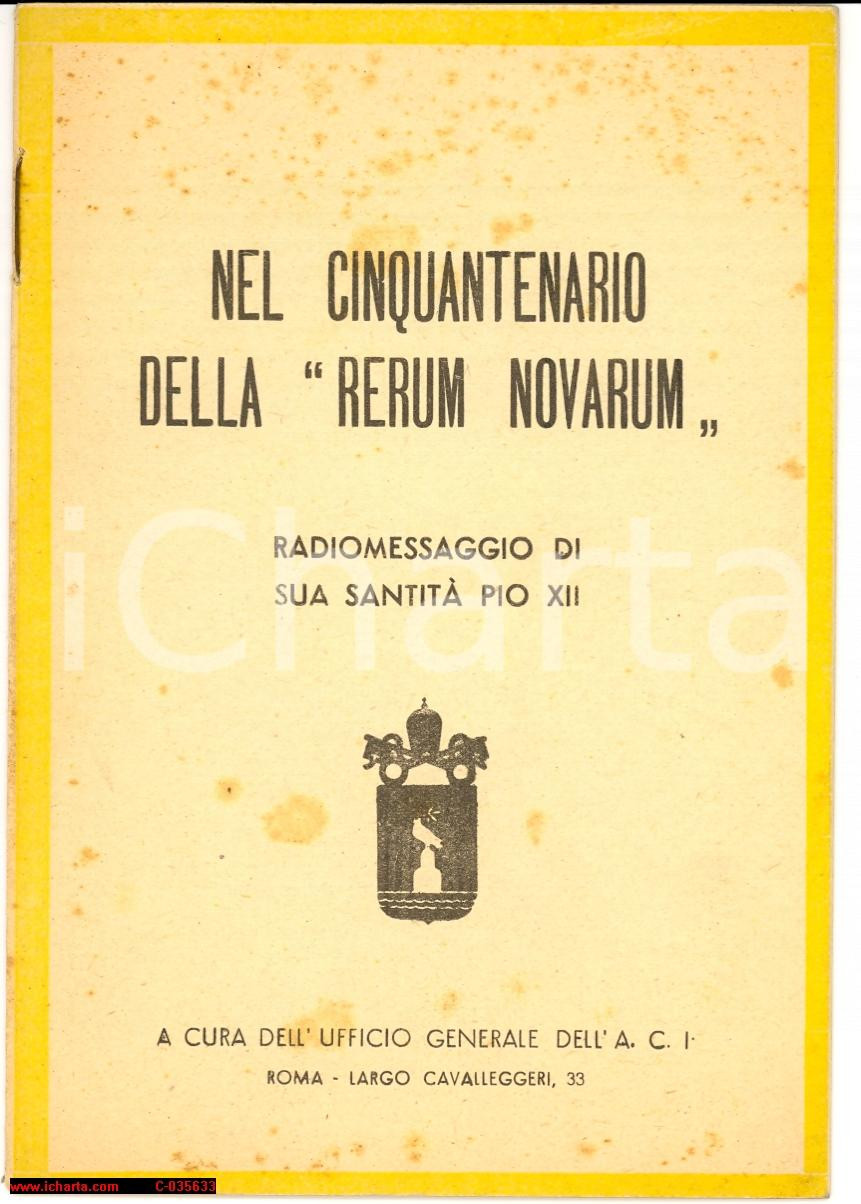 NEL CINQUANTENARIO
DELLA “ RERUM NOVARUM „
RADIOMESSAGGIO DI
SUA SANTITÀ PIO XII
iCharta
A CURA DELL' UFFICIO GENERALE DELL' A. C. I.
ROMA - LARGO CAVALLEGGERI, 33
www.icharta.com C-035633